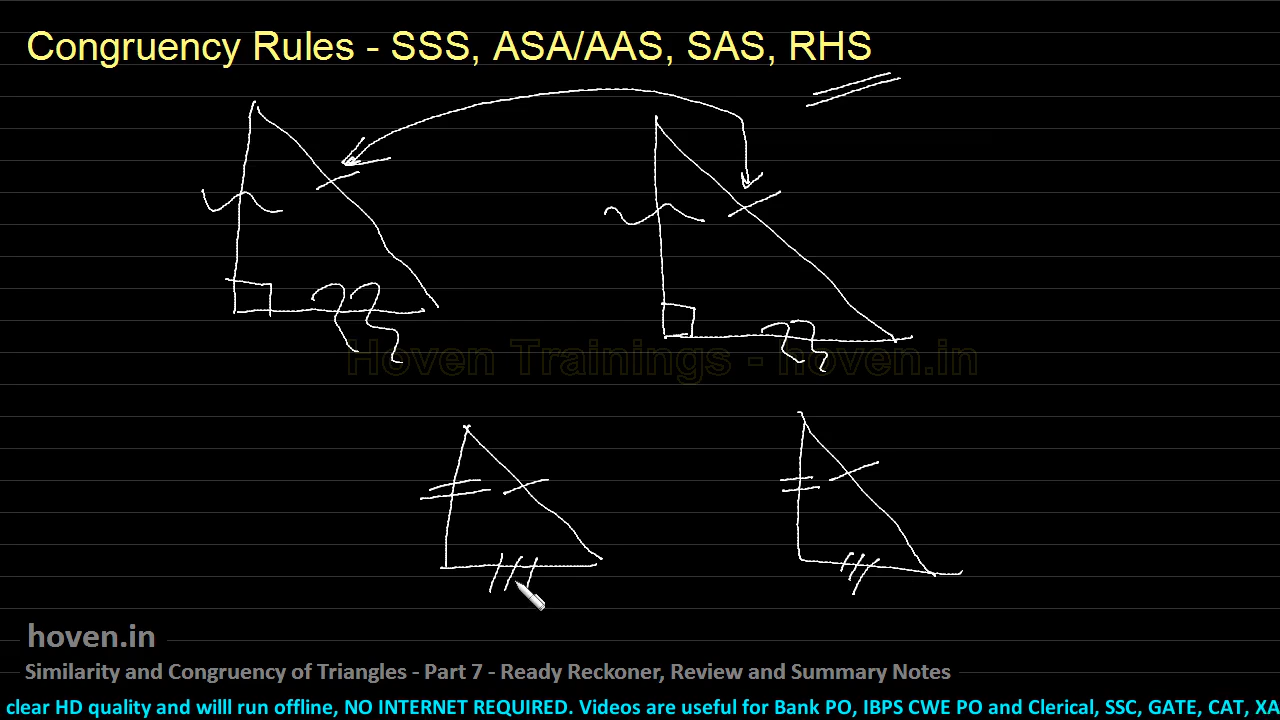 Congruency Rules - SSS, ASA/AAS, SAS, RHS
Hoven Trainings - hoven.in
hoven.in
Similarity and Congruency of Triangles - Part 7 - Ready Reckoner, Review and Summary Notes
clear HD quality and willl run offline, NO INTERNET REQUIRED. Videos are useful for Bank PO, IBPS CWE PO and Clerical, SSC, GATE, CAT, XA